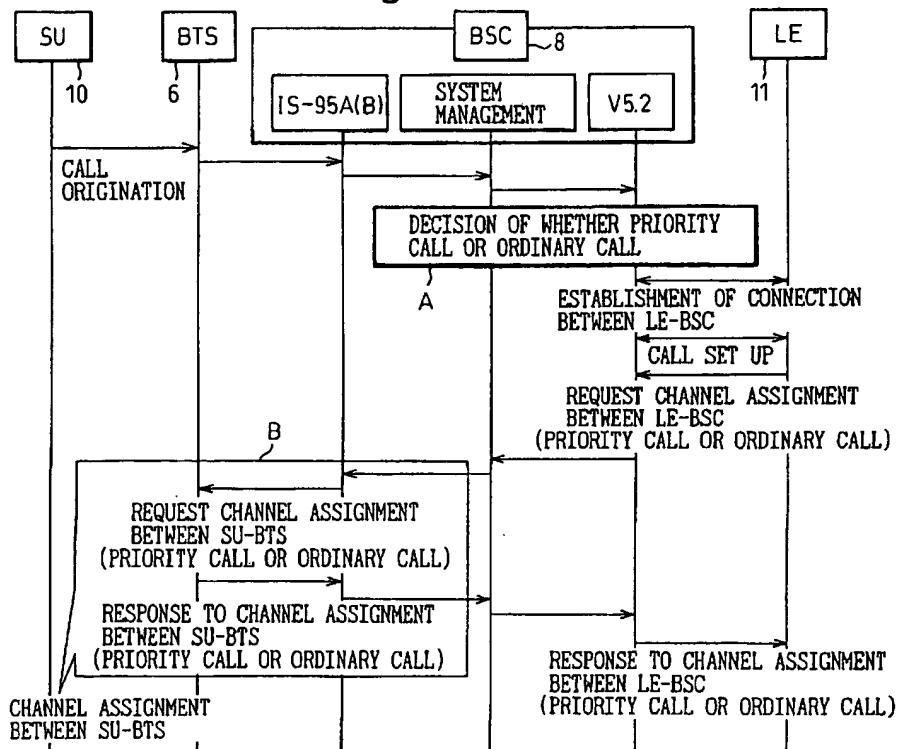 SU
BTS
BSC
8
LE
10
6
11
IS-95A(B)
SYSTEM
MANAGEMENT
V5.2
CALL
ORIGINATION
DECISION OF WHETHER PRIORITY
CALL OR ORDINARY CALL
A
ESTABLISHMENT OF CONNECTION
BETWEEN LE-BSC
CALL SET UP
REQUEST CHANNEL ASSIGNMENT
BETWEEN LE-BSC
(PRIORITY CALL OR ORDINARY CALL)
B
REQUEST CHANNEL ASSIGNMENT
BETWEEN SU-BTS
(PRIORITY CALL OR ORDINARY CALL)
RESPONSE TO CHANNEL ASSIGNMENT
BETWEEN SU-BTS
(PRIORITY CALL OR ORDINARY CALL)
RESPONSE TO CHANNEL ASSIGNMENT
BETWEEN LE-BSC
(PRIORITY CALL OR ORDINARY CALL)
CHANNEL ASSIGNMENT
BETWEEN SU-BTS